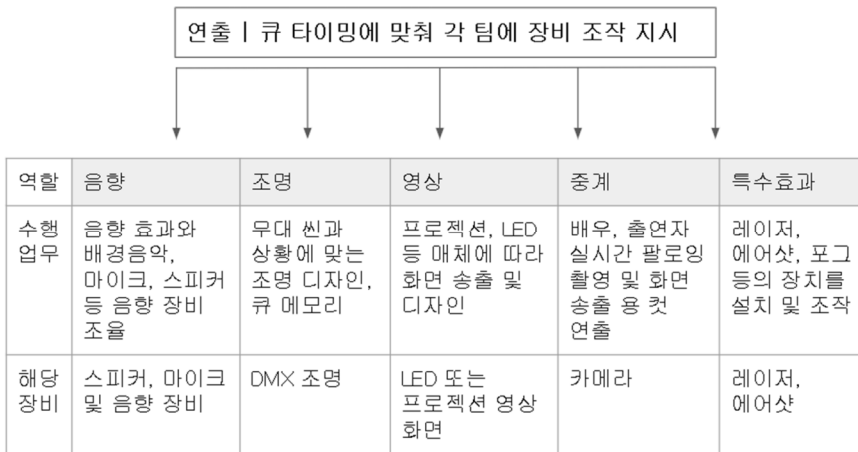 연출 | 큐 타이밍에 맞춰 각 팀에 장비 조작 지시
역할
음향
조명
영상
중계
특수효과
수행
업무
음향 효과와
배경음악,
마이크, 스피커
등 음향 장비
조율
무대 씬과
상황에 맞는
조명 디자인,
큐 메모리
프로젝션, LED
등 매체에 따라
화면 송출 및
디자인
배우, 출연자
실시간 팔로잉
촬영 및 화면
송출 용 컷
연출
레이저,
에어샷, 포그
등의 장치를
설치 및 조작
해당
장비
스피커, 마이크
및 음향 장비
DMX 조명
LED 또는
프로젝션 영상
화면
카메라
레이저,
에어샷